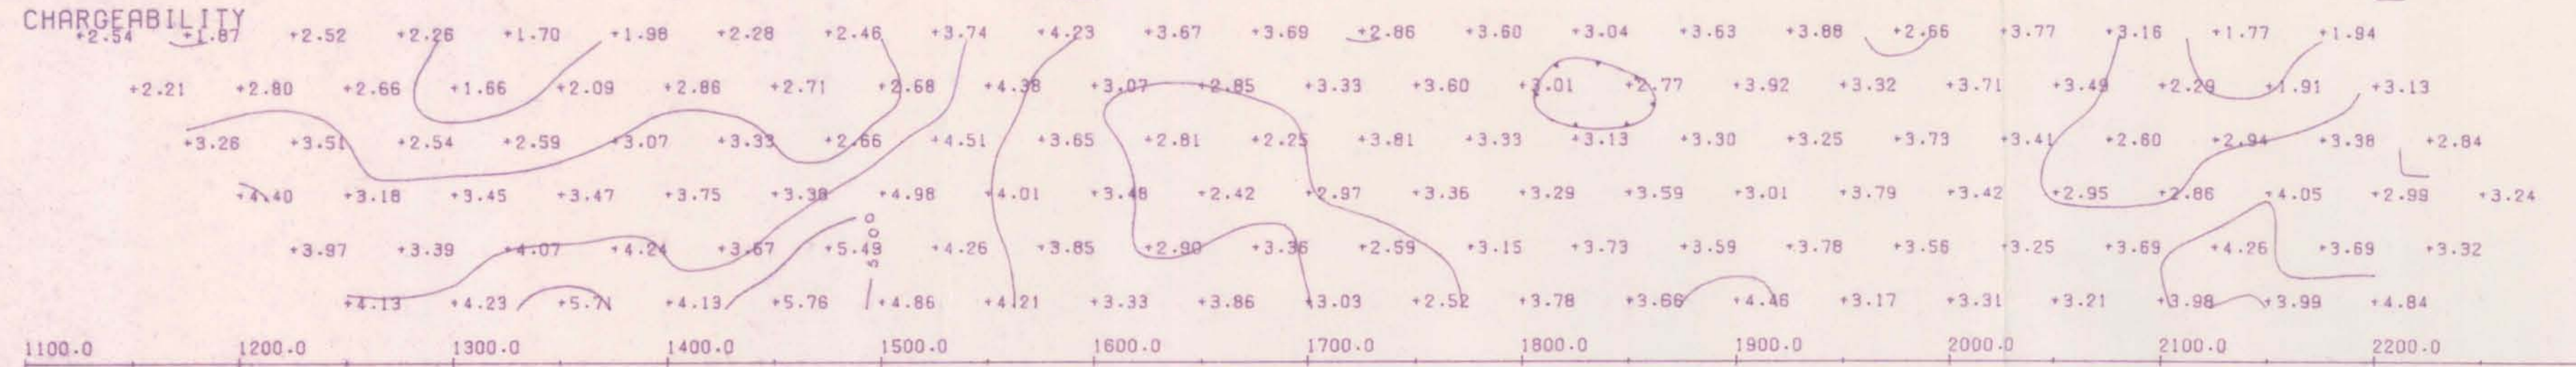 CHARGEABILITY
+2.54 +1.87 +2.52 +2.26 +1.70 +1.98 +2.28 +2.46 +3.74 +4.23 +3.67 +3.69 +2.86 +3.60 +3.04 +3.63 +3.88 +2.66 +3.77 +3.16 +1.77 +1.94
+2.21 +2.80 +2.66 +1.66 +2.09 +2.86 +2.71 +2.68 +4.38 +3.07 +2.85 +3.33 +3.60 +3.01 +2.77 +3.92 +3.32 +3.71 +3.49 +2.29 +1.91 +3.13
+3.26 +3.51 +2.54 +2.59 +3.07 +3.33 +2.66 +4.51 +3.65 +2.81 +2.25 +3.81 +3.33 +3.13 +3.30 +3.25 +3.73 +3.41 +2.60 +2.94 +3.38 +2.84
+4.40 +3.18 +3.45 +3.47 +3.75 +3.38 +4.98 +4.01 +3.48 +2.42 +2.97 +3.36 +3.29 +3.59 +3.01 +3.79 +3.42 +2.95 +2.86 +4.05 +2.99 +3.24
+3.97 +3.39 +4.07 +4.24 +3.67 +5.49 +4.26 +3.85 +2.90 +3.36 +2.59 +3.15 +3.73 +3.59 +3.78 +3.56 +3.25 +3.69 +4.26 +3.69 +3.32
5.00
+4.13 +4.23 +5.71 +4.13 +5.76 +4.86 +4.21 +3.33 +3.86 +3.03 +2.52 +3.78 +3.66 +4.46 +3.17 +3.31 +3.21 +3.98 +3.99 +4.84
1100.0 1200.0 1300.0 1400.0 1500.0 1600.0 1700.0 1800.0 1900.0 2000.0 2100.0 2200.0